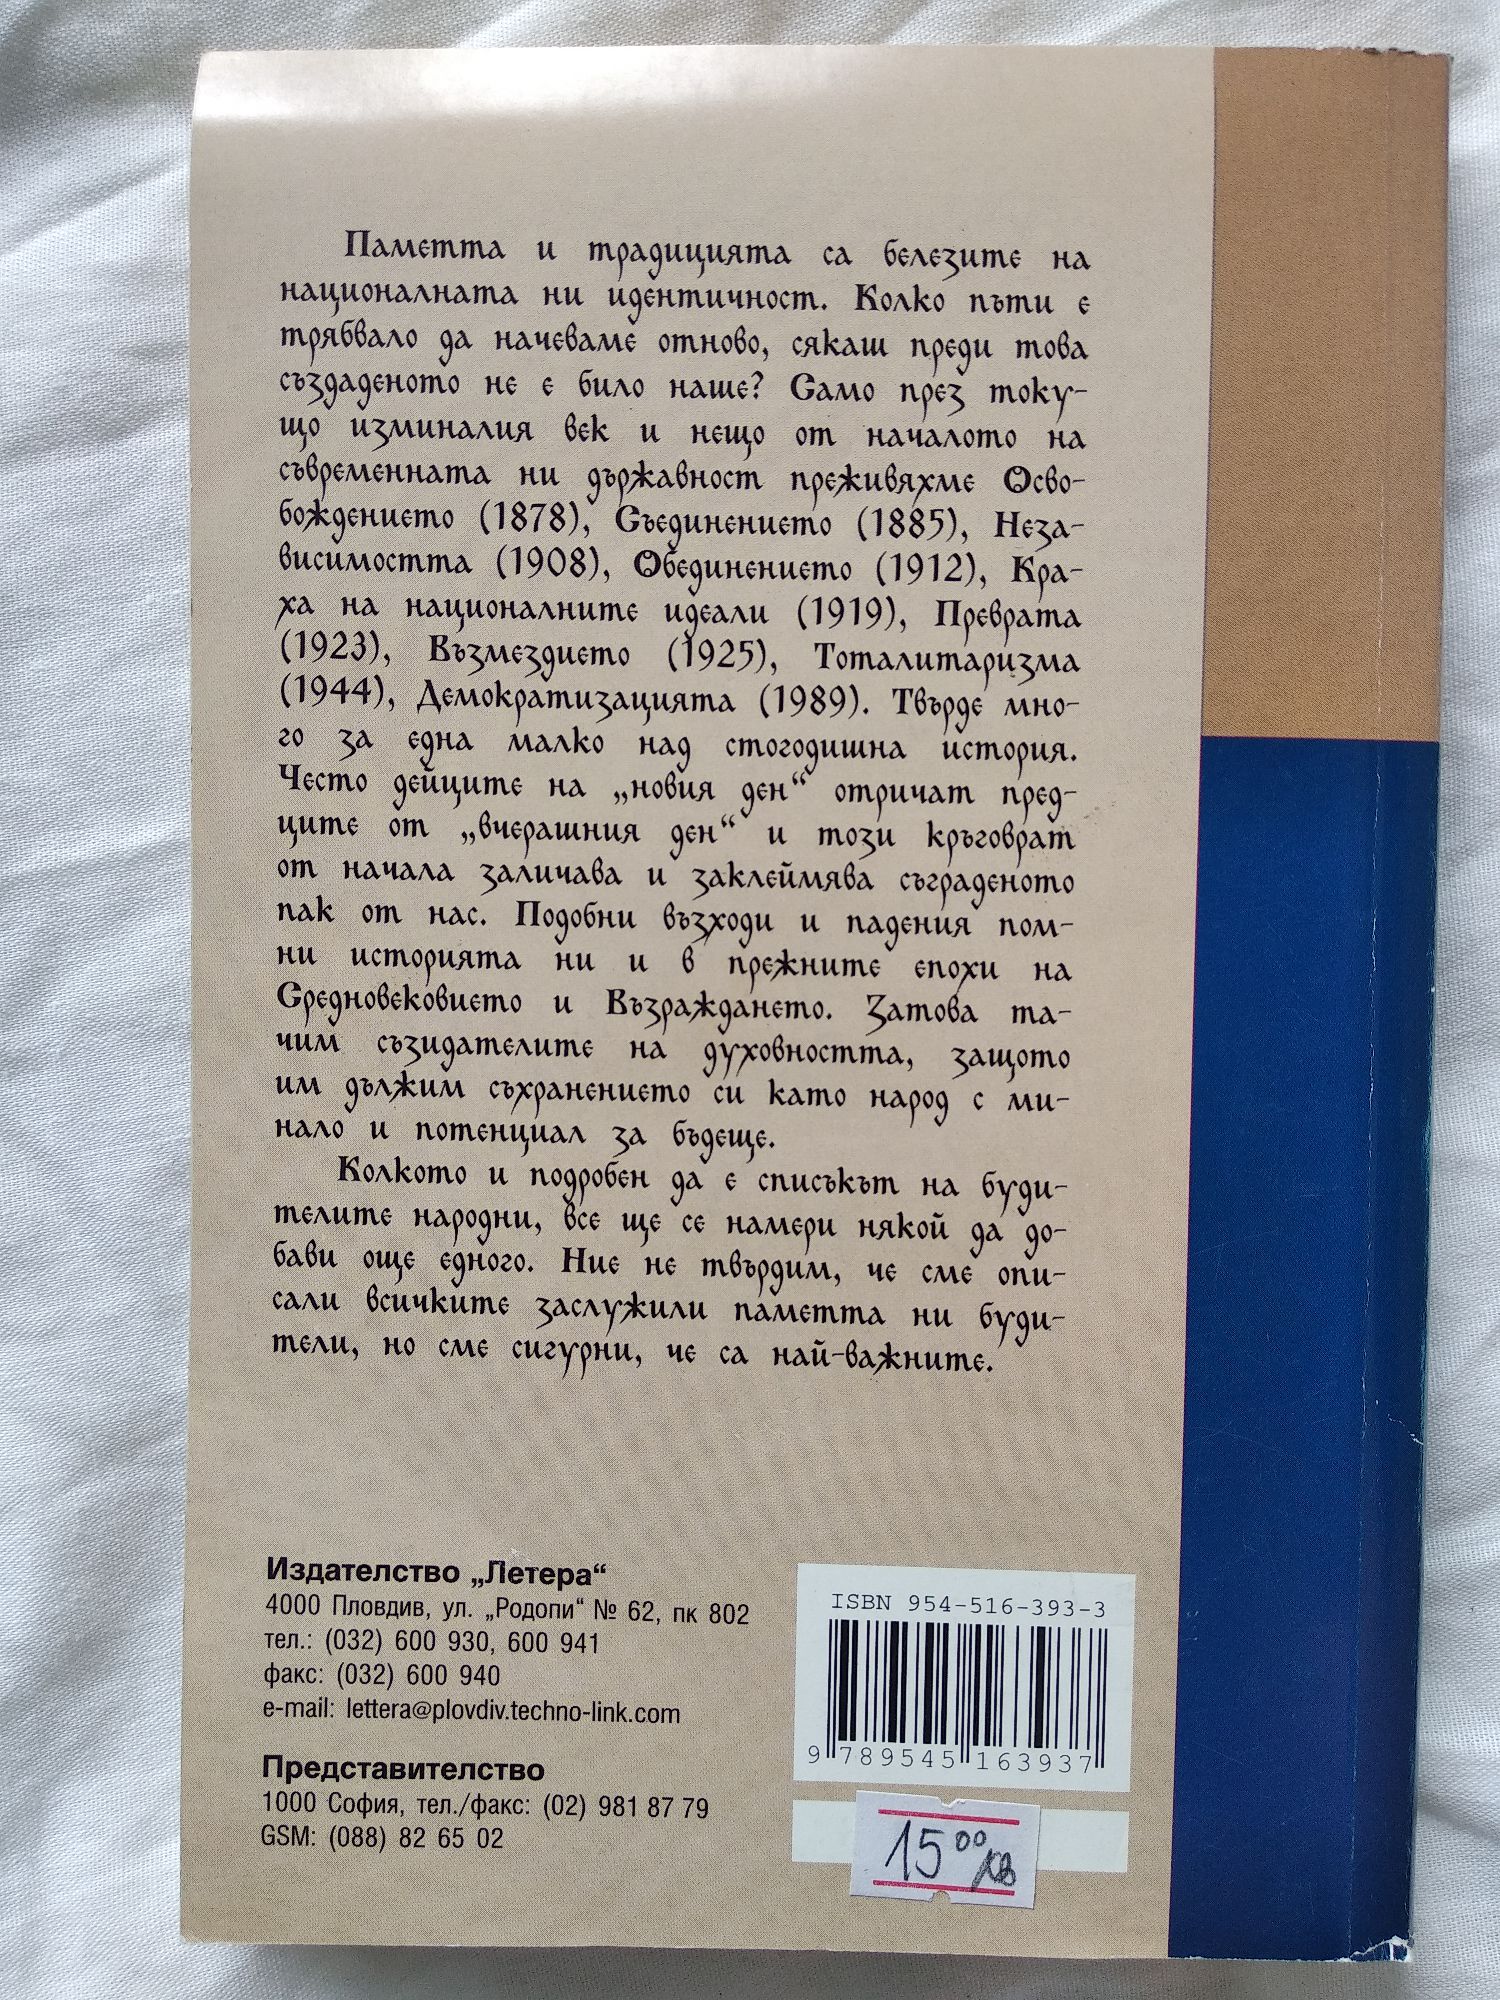 Паметта и традицията са белезите на
националната ни идентичност. Колко пъти е
трябвало да начеваме отново, сякаш преди това
създаденото не е било наше? Само през току-
що изминалия век и нещо от началото на
съвременната ни държавност преживяхме Осво-
бождението (1878), Съединението (1885), Неза-
висимостта (1908), Обединението (1912), Кра-
ха на националните идеали (1919), Преврата
(1923), Възмездието (1925), Тоталитаризма
(1944), Демократизацията (1989). Твърде мно-
го за една малко над стогодишна история.
Често дейците на „новия ден“ отричат пред-
ците от „вчерашния ден“ и този кръговрат
от начала заличава и заклеймява съграденото
пак от нас. Подобни възходи и падения пом-
ни историята ни и в прежните епохи на
Средновековието и Възраждането. Затова та-
чим съзидателите на духовността, защото
им дължим съхранението си като народ с ми-
нало и потенциал за бъдеще.
Колкото и подробен да е списъкът на буди-
телите народни, все ще се намери някой да до-
бави още едного. Ние не твърдим, че сме опи-
сали всичките заслужили паметта ни буди-
тели, но сме сигурни, че са най-важните.
Издателство „Летера“
4000 Пловдив, ул. „Родопи“ № 62, пк 802
тел.: (032) 600 930, 600 941
факс: (032) 600 940
e-mail: lettera@plovdiv.techno-link.com
Представителство
1000 София, тел./факс: (02) 981 87 79
GSM: (088) 82 65 02
ISBN 954-516-393-3
9 789545 163937
15 00 лв